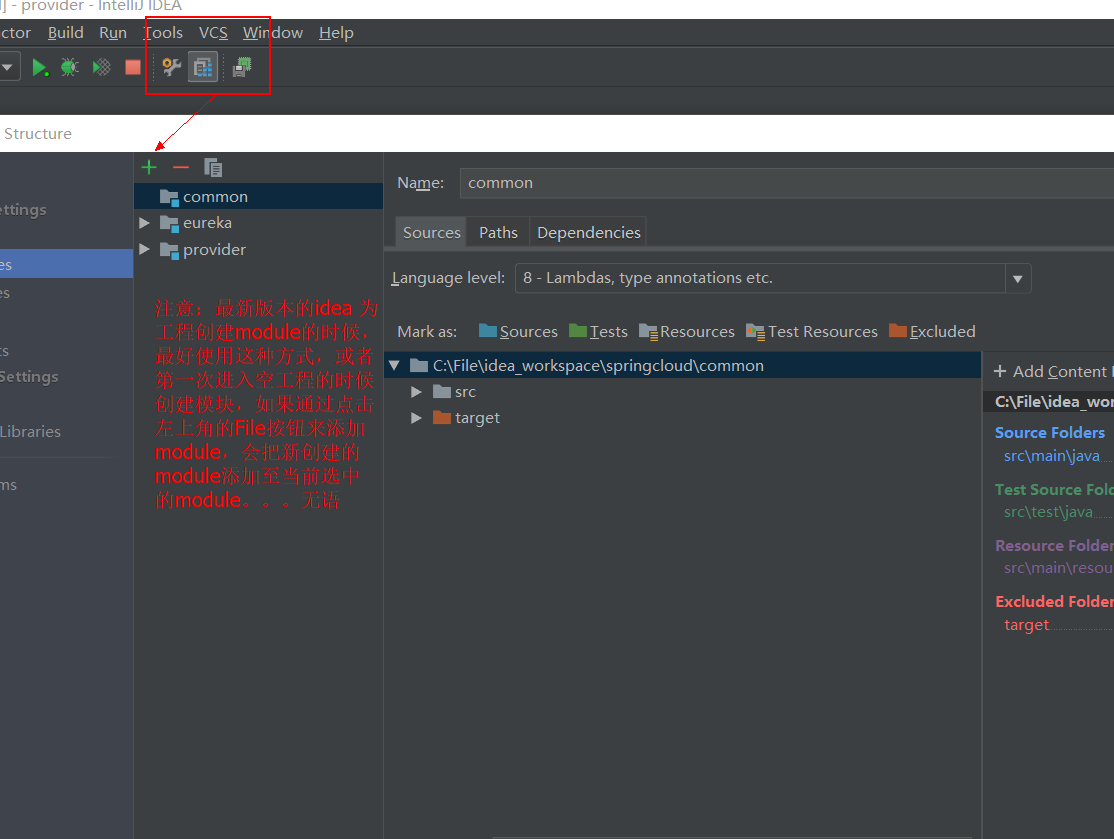 ] - provider - IntelliJ IDEA
ctor Build Run Tools VCS Window Help
Structure
Name: common
common
ettings
eureka
Sources Paths Dependencies
provider
es
Language level: 8 - Lambdas, type annotations etc.
es
注意：最新版本的idea 为
工程创建module的时候，
最好使用这种方式，或者
第一次进入空工程的时候
创建模块，如果通过点击
左上角的File按钮来添加
module，会把新创建的
module添加至当前选中
的module。。。无语
Mark as: Sources Tests Resources Test Resources Excluded
ts
C:\File\idea_workspace\springcloud\common
+ Add Content
Settings
src
C:\File\idea_wor
target
Libraries
Source Folders
src\main\java
ms
Test Source Fold
src\test\java
Resource Folder
src\main\resou
Excluded Folder
target